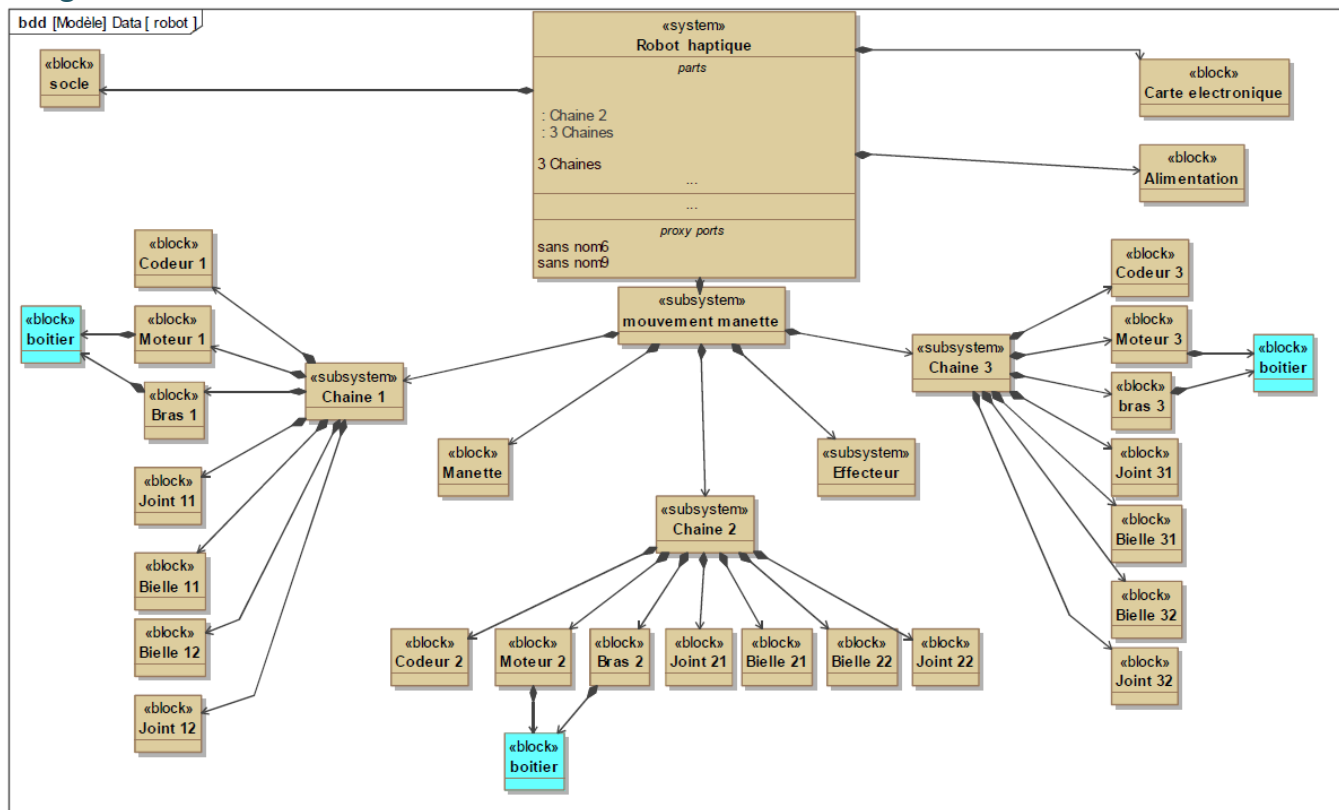 bdd [Modèle] Data [ robot ]
«system»
Robot haptique
parts
: Chaine 2
: 3 Chaines
3 Chaines
...
...
proxy ports
sans nom6
sans nom9
«block»
socle
«block»
Carte electronique
«block»
Alimentation
«subsystem»
mouvement manette
«block»
Codeur 1
«block»
boitier
«block»
Moteur 1
«subsystem»
Chaine 1
«block»
Bras 1
«block»
Joint 11
«block»
Bielle 11
«block»
Bielle 12
«block»
Joint 12
«block»
Manette
«subsystem»
Effecteur
«subsystem»
Chaine 2
«block»
Codeur 2
«block»
Moteur 2
«block»
Bras 2
«block»
Joint 21
«block»
Bielle 21
«block»
Bielle 22
«block»
Joint 22
«block»
boitier
«subsystem»
Chaine 3
«block»
Codeur 3
«block»
Moteur 3
«block»
boitier
«block»
bras 3
«block»
Joint 31
«block»
Bielle 31
«block»
Bielle 32
«block»
Joint 32